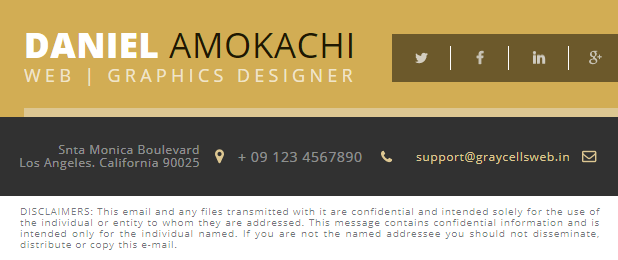 DANIEL AMOKACHI
WEB | GRAPHICS DESIGNER
Snta Monica Boulevard
Los Angeles. California 90025
+ 09 123 4567890
support@graycellsweb.in
DISCLAIMERS: This email and any files transmitted with it are confidential and intended solely for the use of
the individual or entity to whom they are addressed. This message contains confidential information and is
intended only for the individual named. If you are not the named addressee you should not disseminate,
distribute or copy this e-mail.